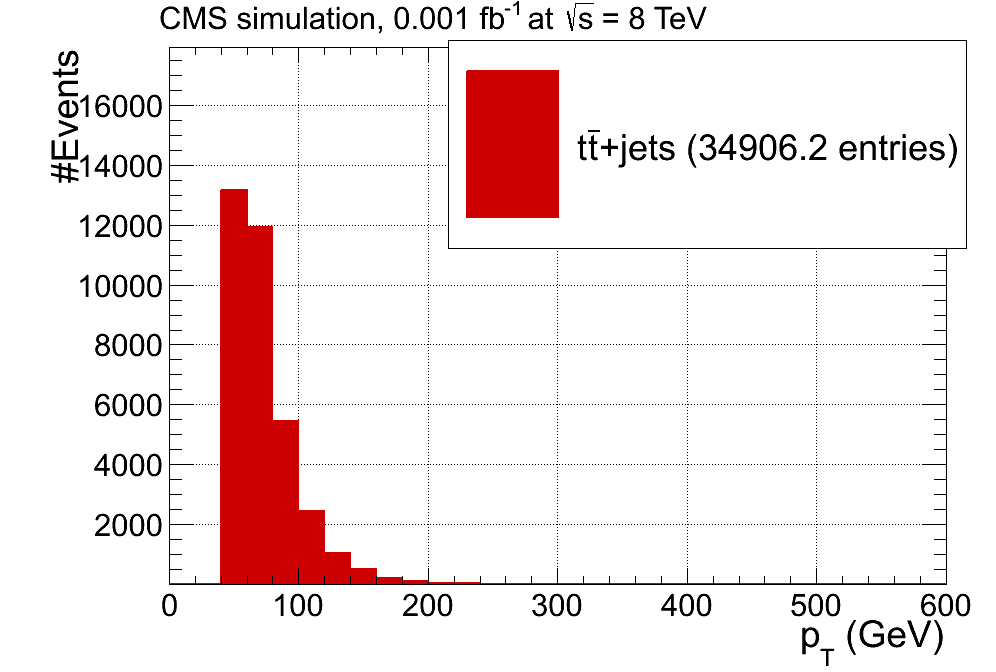 CMS simulation, 0.001 fb⁻¹ at √s = 8 TeV
#Events
16000
14000
12000
10000
8000
6000
4000
2000
tt̄+jets (34906.2 entries)
0 100 200 300 400 500 600
p_T (GeV)